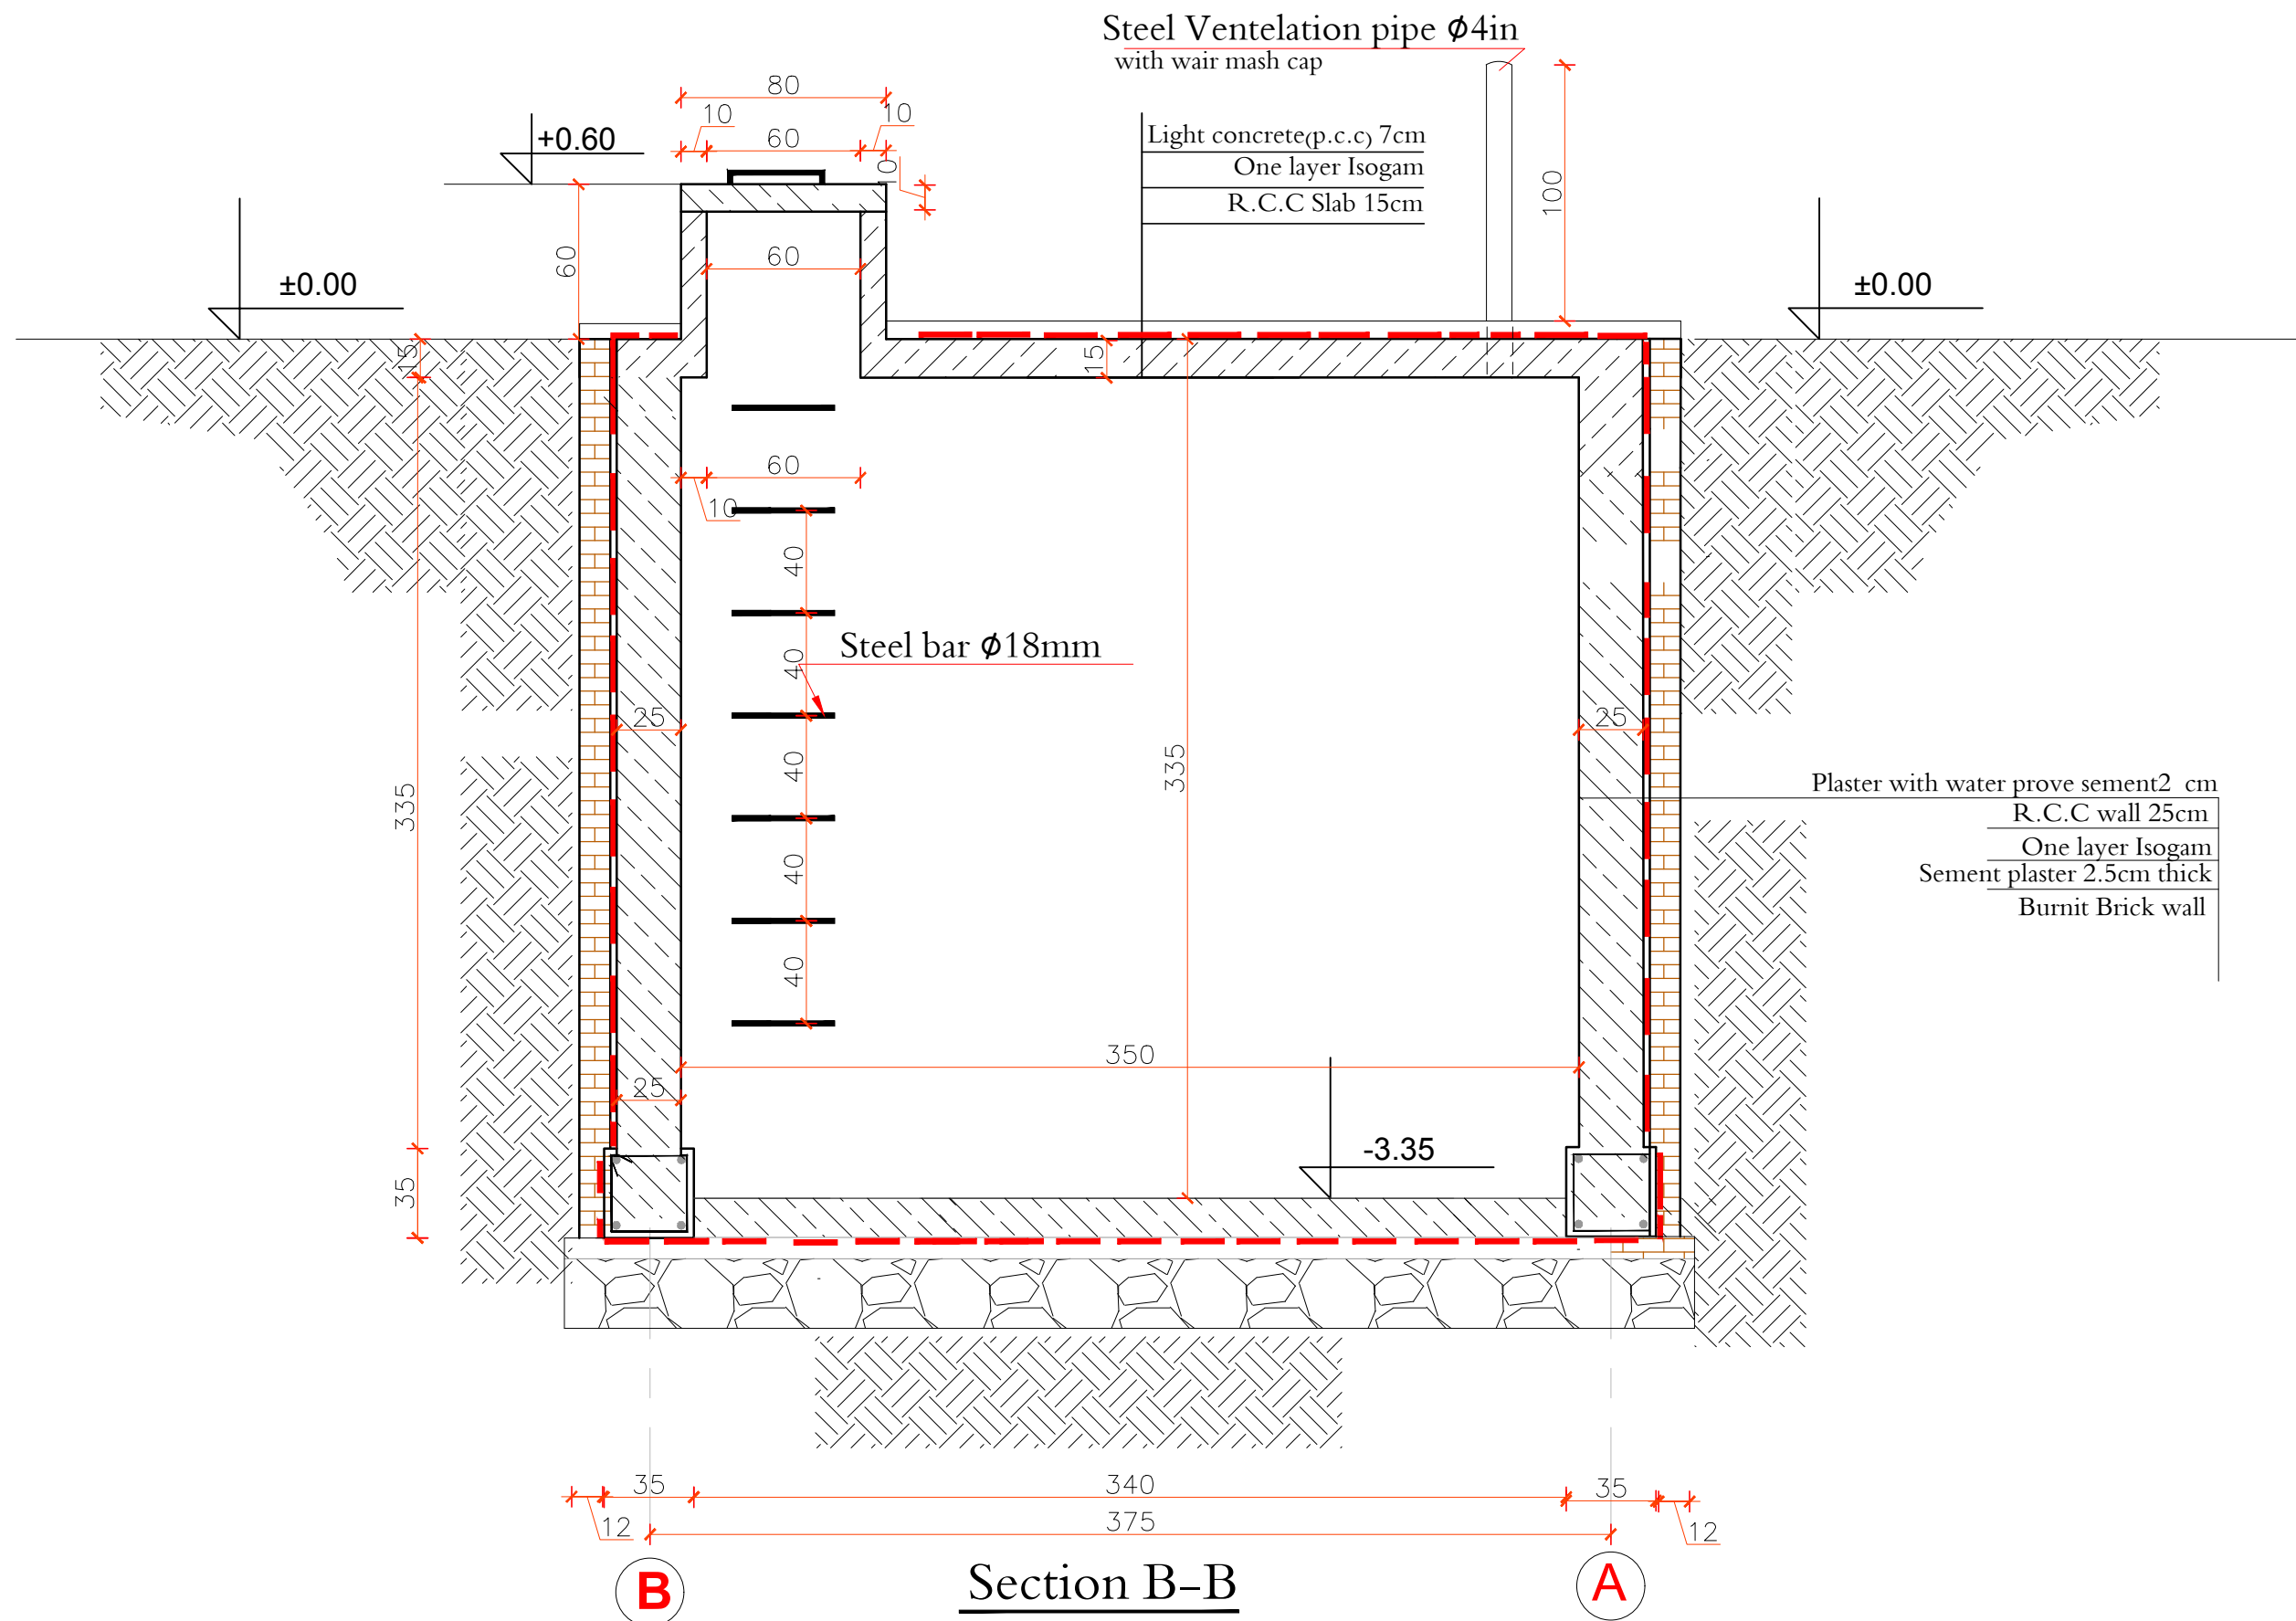 Steel Ventelation pipe ϕ4in
with wair mash cap
80
10
10
+0.60
60
Light concrete(p.c.c) 7cm
One layer Isogam
10
R.C.C Slab 15cm
100
60
60
±0.00
±0.00
15
15
60
10
40
Steel bar ϕ18mm
40
25
25
40
335
335
Plaster with water prove sement2 cm
R.C.C wall 25cm
One layer Isogam
Sement plaster 2.5cm thick
Burnit Brick wall
40
40
350
25
-3.35
35
35
340
35
12
375
12
B
Section B-B
A